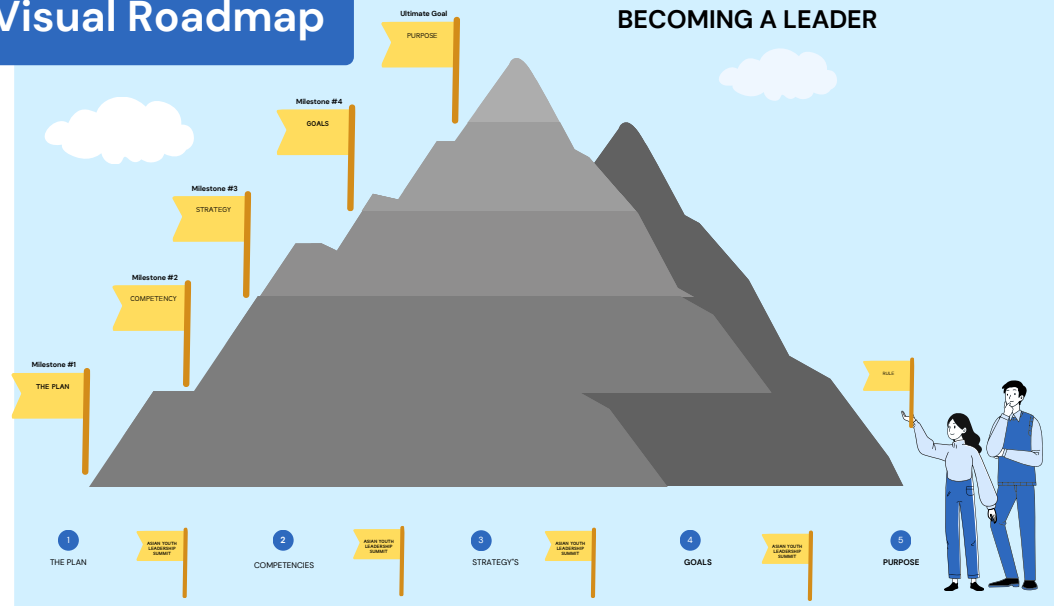 Visual Roadmap
BECOMING A LEADER
Ultimate Goal
PURPOSE
Milestone #4
GOALS
Milestone #3
STRATEGY
Milestone #2
COMPETENCY
Milestone #1
THE PLAN
RULE
1
THE PLAN
ASIAN YOUTH
LEADERSHIP
SUMMIT
2
COMPETENCIES
ASIAN YOUTH
LEADERSHIP
SUMMIT
3
STRATEGY'S
ASIAN YOUTH
LEADERSHIP
SUMMIT
4
GOALS
ASIAN YOUTH
LEADERSHIP
SUMMIT
5
PURPOSE